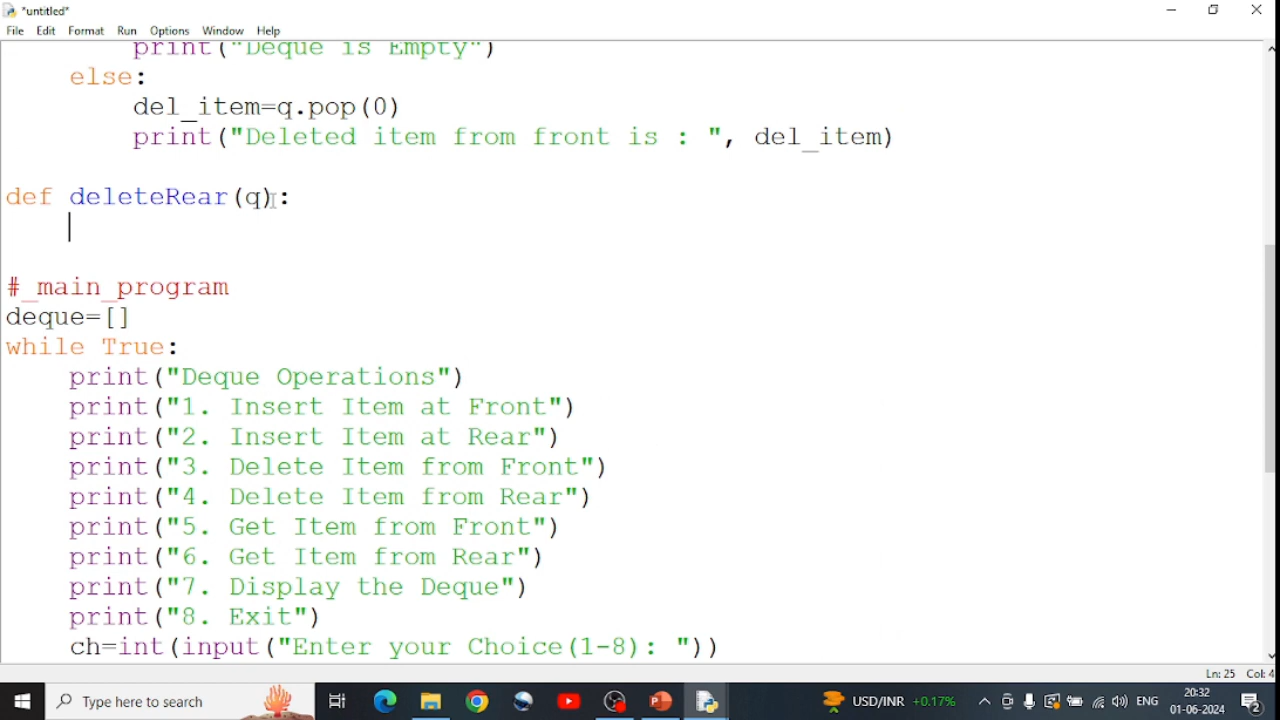 *untitled*
File Edit Format Run Options Window Help
print("Deque is Empty")
else:
del_item=q.pop(0)
print("Deleted item from front is : ", del_item)
def deleteRear(q):
#_main_program
deque=[]
while True:
print("Deque Operations")
print("1. Insert Item at Front")
print("2. Insert Item at Rear")
print("3. Delete Item from Front")
print("4. Delete Item from Rear")
print("5. Get Item from Front")
print("6. Get Item from Rear")
print("7. Display the Deque")
print("8. Exit")
ch=int(input("Enter your Choice(1-8): "))
Ln: 25 Col: 4
Type here to search
USD/INR +0.17%
ENG
20:32
01-06-2024
2